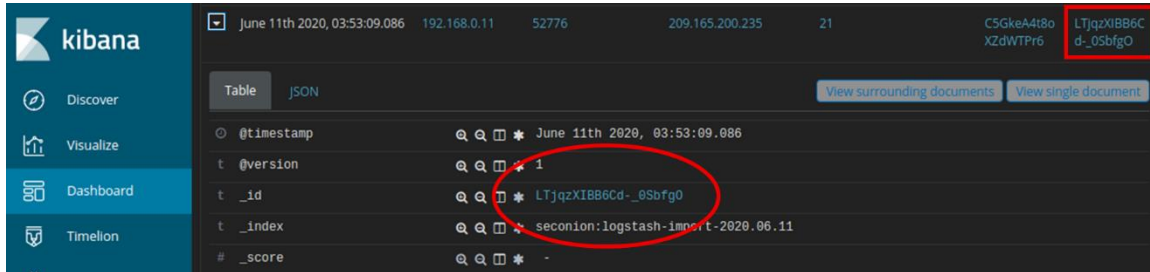 kibana
Discover
Visualize
Dashboard
Timelion
June 11th 2020, 03:53:09.086 192.168.0.11 52776 209.165.200.235 21 C5GkeA4t8o LTjqzXIBB6C
XZdWTPr6 d-_0SbfgO
Table JSON View surrounding documents View single document
@timestamp June 11th 2020, 03:53:09.086
t @version 1
t _id LTjqzXIBB6Cd-_0SbfgO
t _index seconion:logstash-import-2020.06.11
# _score -